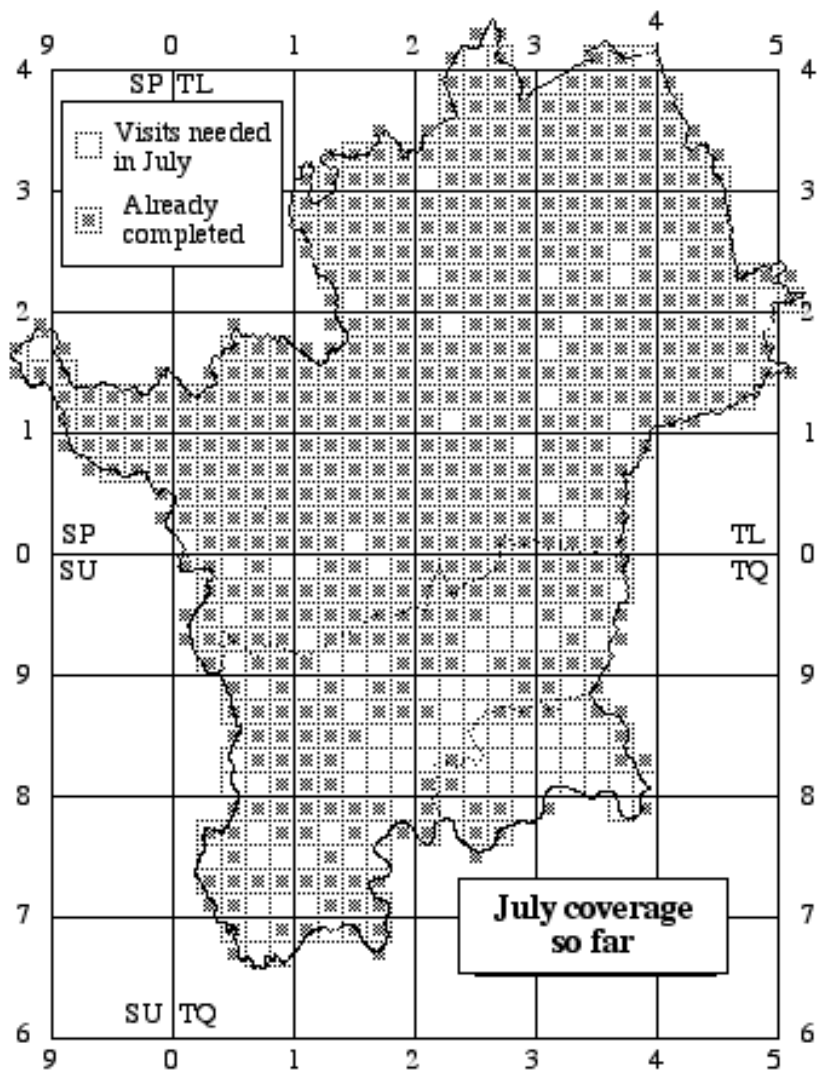 4
9 0 1 2 3 5
4 SP TL 4
Visits needed
in July
Already
completed
3 3
2 2
1 1
SP TL
0 0
SU TQ
9 9
8 8
7 7
July coverage
so far
SU TQ
6 6
9 0 1 2 3 4 5